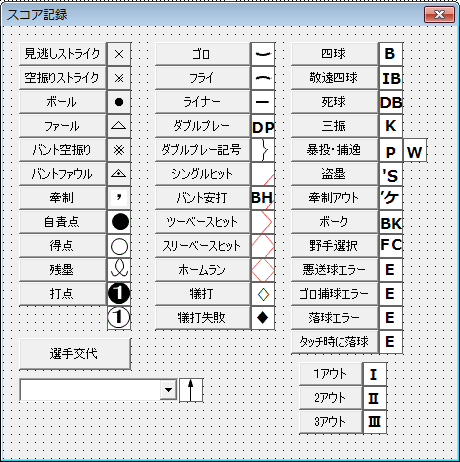 スコア記録
見逃しストライク ×
空振りストライク ※
ボール ●
ファール △
バント空振り ※
バントファウル
牽制 ,
自責点 ●
得点 ○
残塁
打点 1
1
選手交代
ゴロ
フライ
ライナー
ダブルプレー DP
ダブルプレー記号
シングルヒット
バント安打 BH
ツーベースヒット
スリーベースヒット
ホームラン
犠打 ◇
犠打失敗 ◆
四球 B
敬遠四球 IB
死球 DB
三振 K
暴投・捕逸 P W
盗塁 'S
牽制アウト 'ケ
ボーク BK
野手選択 FC
悪送球エラー E
ゴロ捕球エラー E
落球エラー E
タッチ時に落球 E
1アウト I
2アウト II
3アウト III